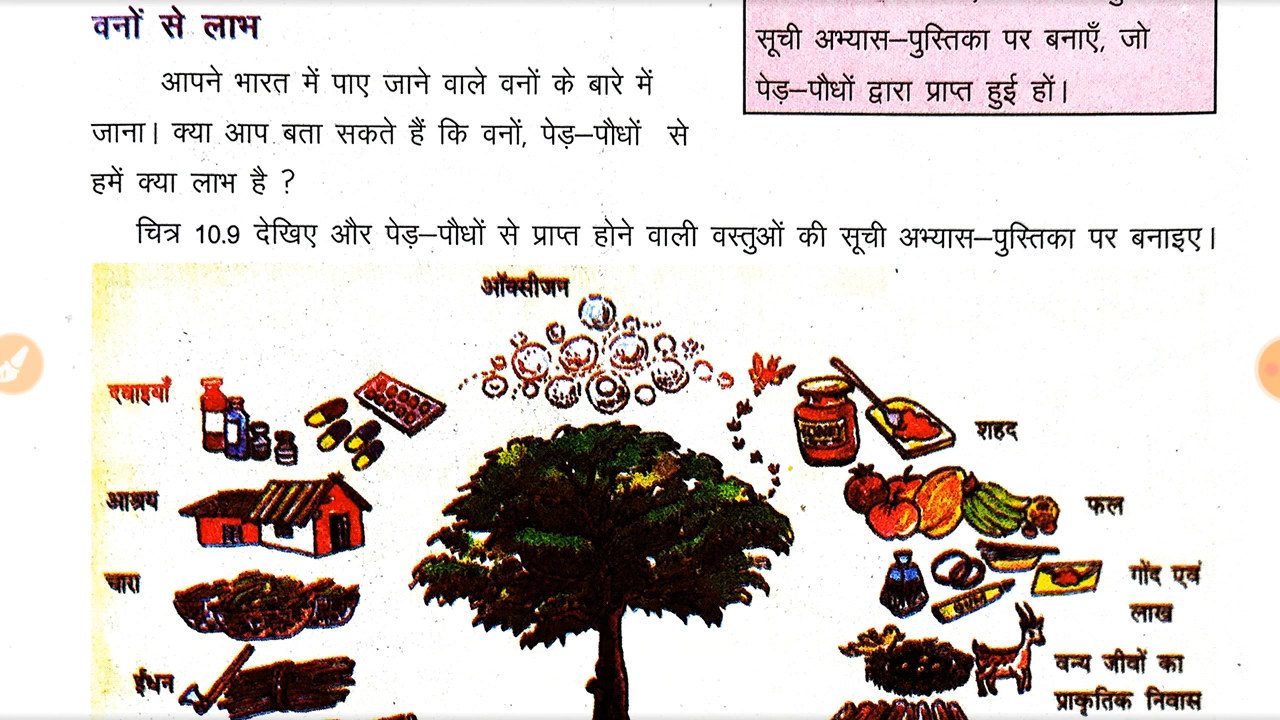 वनों से लाभ
आपने भारत में पाए जाने वाले वनों के बारे में
जाना। क्या आप बता सकते हैं कि वनों, पेड़–पौधों से
हमें क्या लाभ है ?
सूची अभ्यास–पुस्तिका पर बनाएँ, जो
पेड़–पौधों द्वारा प्राप्त हुई हों।
चित्र 10.9 देखिए और पेड़–पौधों से प्राप्त होने वाली वस्तुओं की सूची अभ्यास–पुस्तिका पर बनाइए।
ऑक्सीजन
दवाइयाँ
HONEY
शहद
आश्रय
फल
चारा
गोंद एवं
लाख
ईंधन
वन्य जीवों का
प्राकृतिक निवास